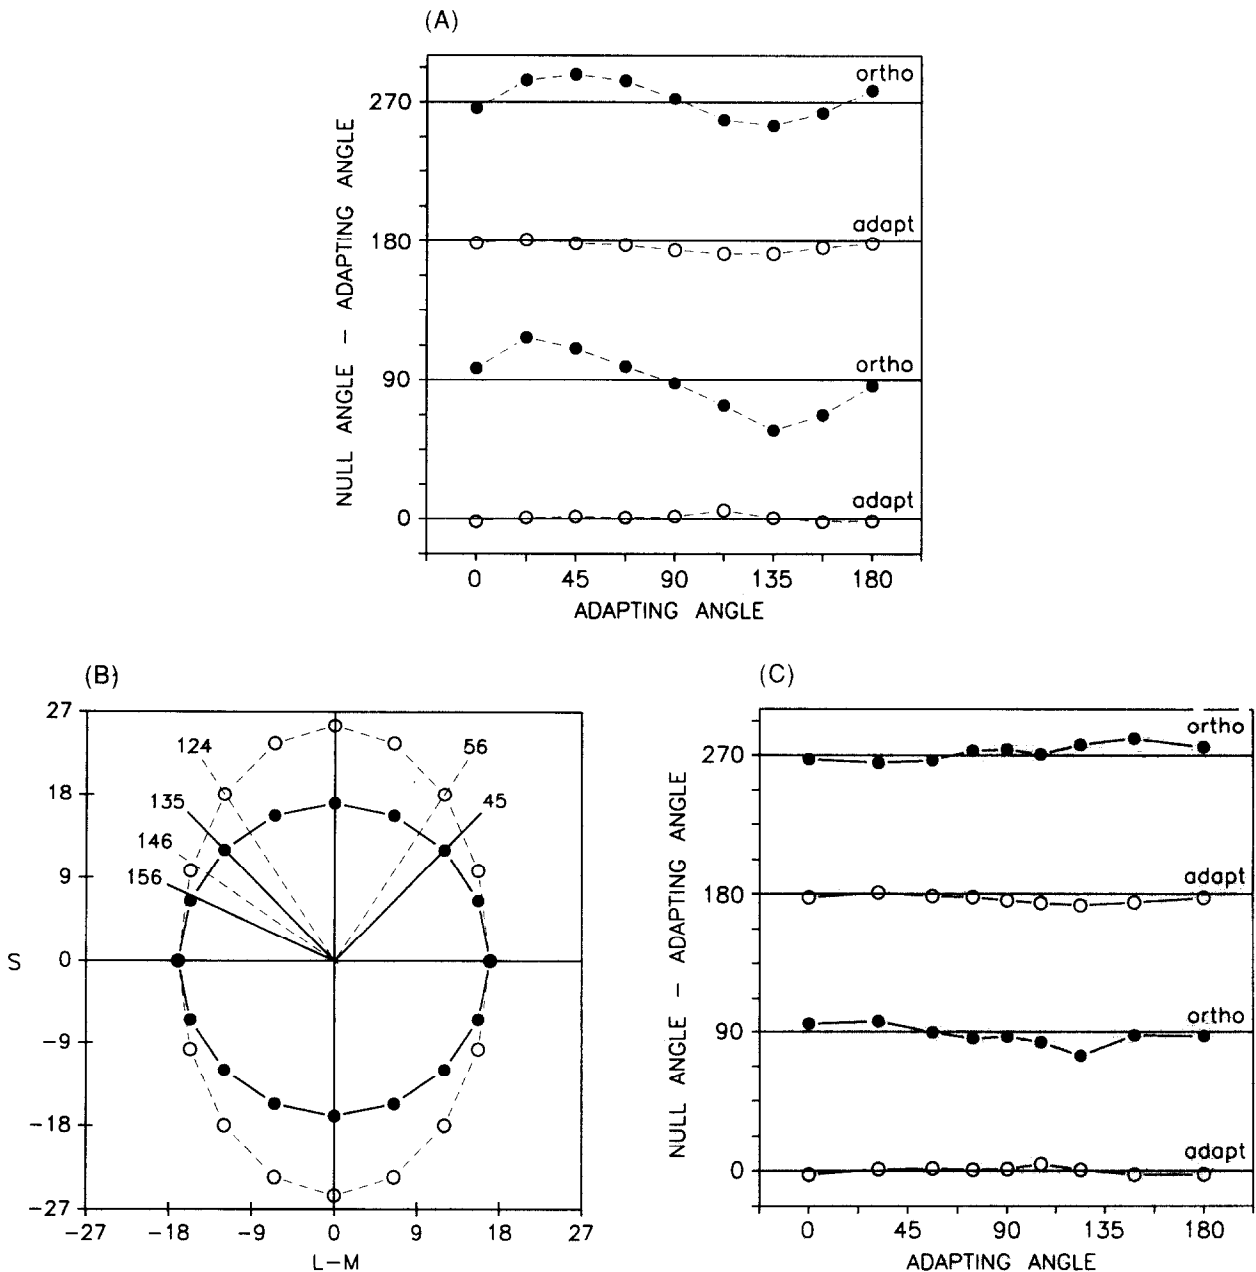 (A)
ortho
270
adapt
180
ortho
90
adapt
0
NULL ANGLE – ADAPTING ANGLE
0 45 90 135 180
ADAPTING ANGLE
(B)
27
124 56
18
135 45
146
9
156
S 0
-9
-18
-27
-27 -18 -9 0 9 18 27
L-M
(C)
ortho
270
adapt
180
ortho
90
adapt
0
NULL ANGLE – ADAPTING ANGLE
0 45 90 135 180
ADAPTING ANGLE